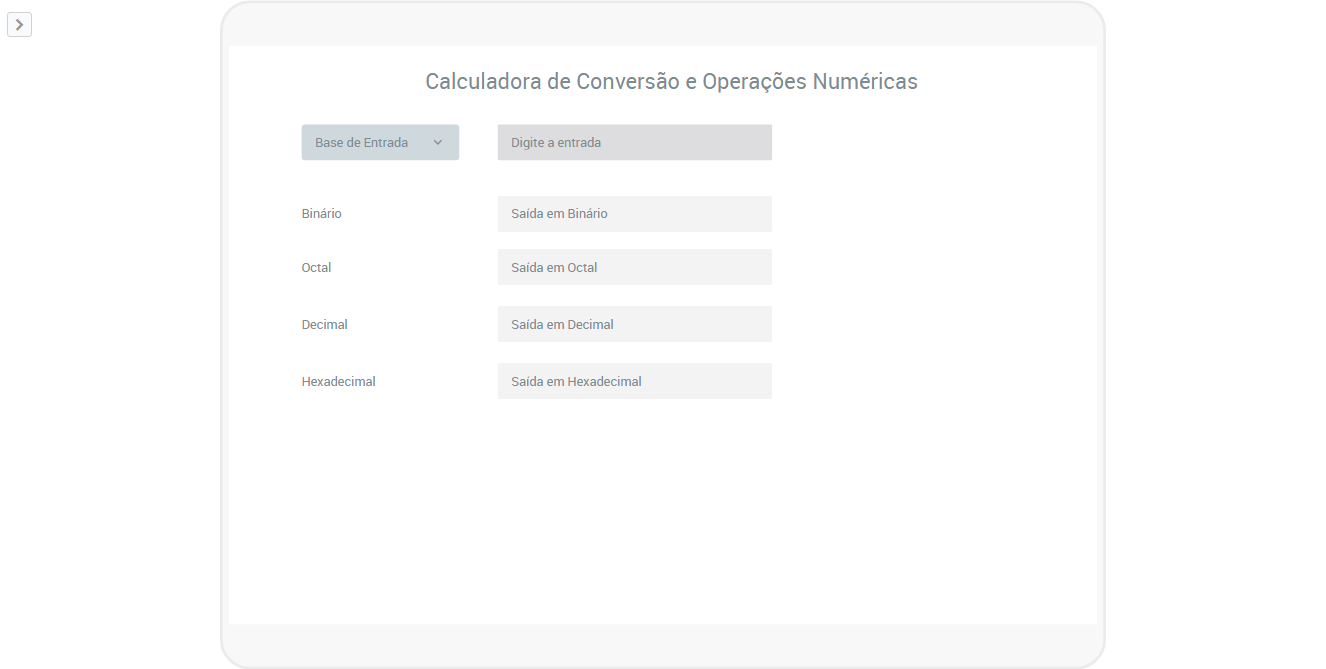 Calculadora de Conversão e Operações Numéricas
Base de Entrada
Digite a entrada
Binário
Saída em Binário
Octal
Saída em Octal
Decimal
Saída em Decimal
Hexadecimal
Saída em Hexadecimal